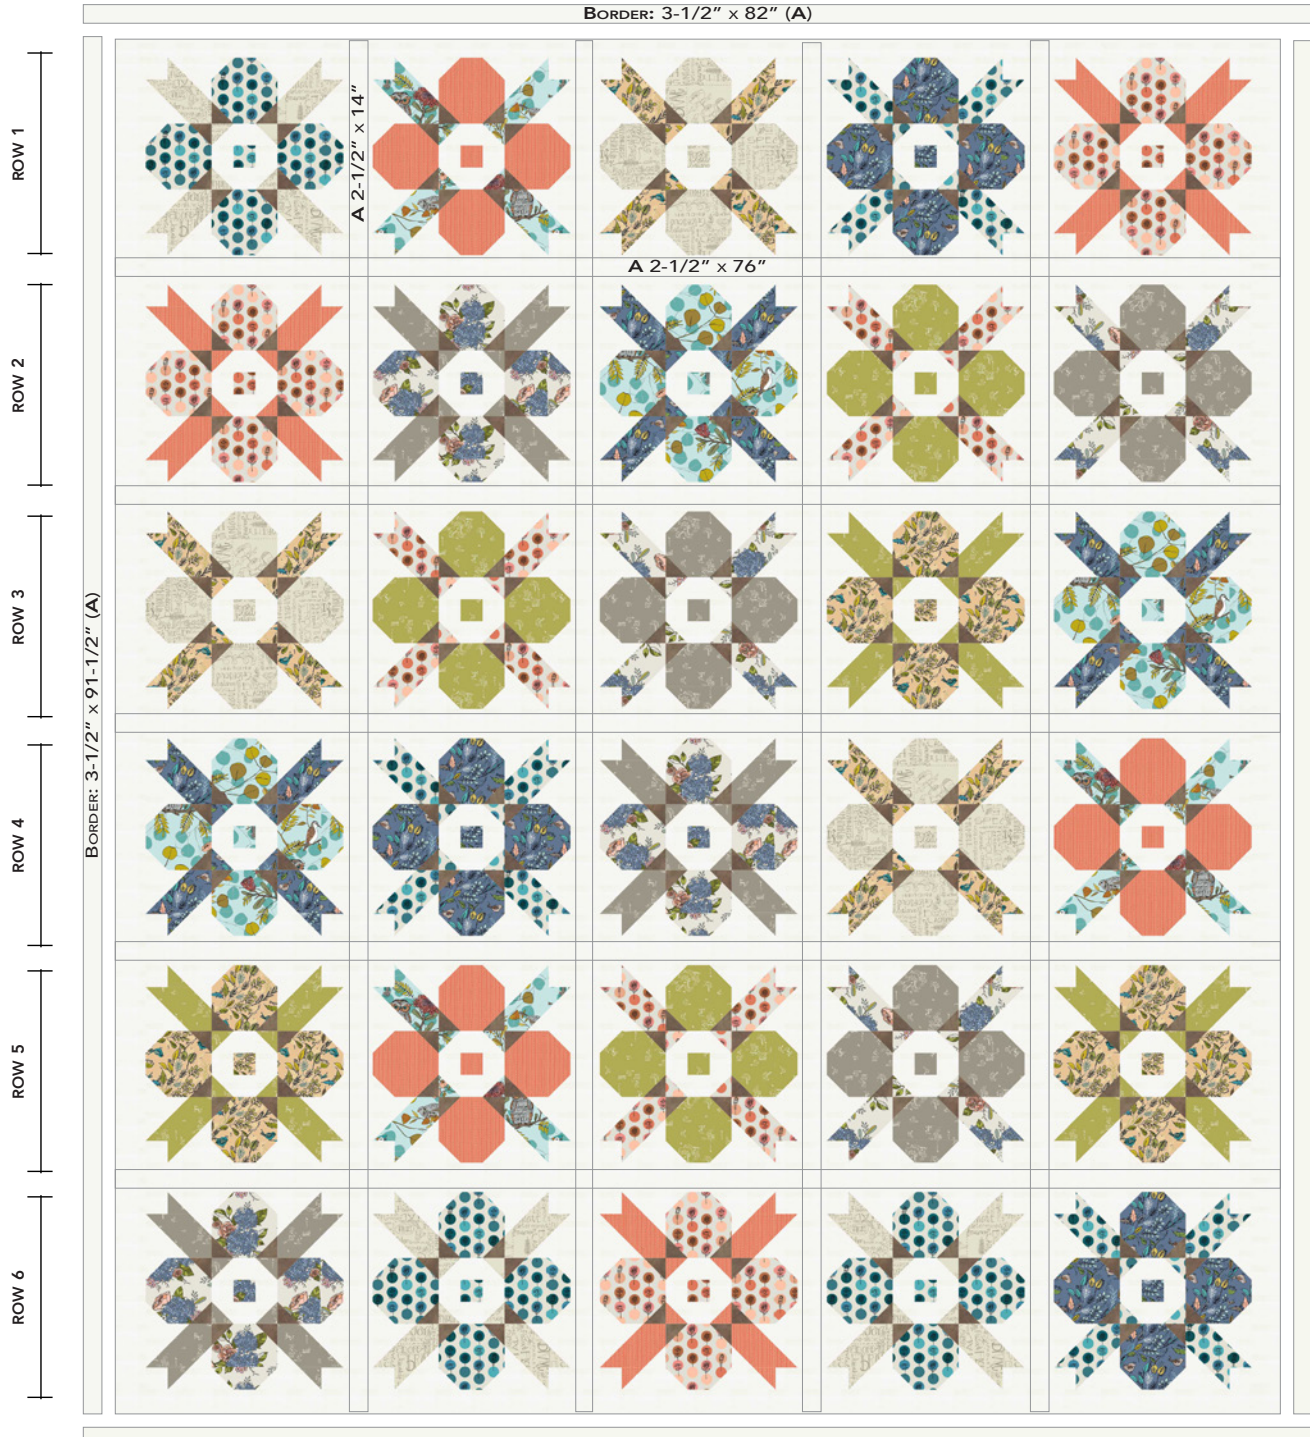 BORDER: 3-1/2” x 82” (A)
ROW 1
A 2-1/2” x 14”
A 2-1/2” x 76”
ROW 2
ROW 3
BORDER: 3-1/2” x 91-1/2” (A)
ROW 4
ROW 5
ROW 6